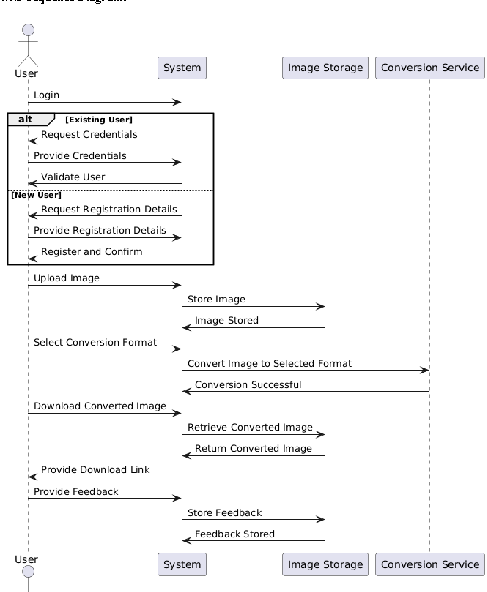 User
System Image Storage Conversion Service
Login
alt [Existing User]
Request Credentials
Provide Credentials
Validate User
[New User]
Request Registration Details
Provide Registration Details
Register and Confirm
Upload Image
Store Image
Image Stored
Select Conversion Format
Convert Image to Selected Format
Conversion Successful
Download Converted Image
Retrieve Converted Image
Return Converted Image
Provide Download Link
Provide Feedback
Store Feedback
Feedback Stored
User System Image Storage Conversion Service